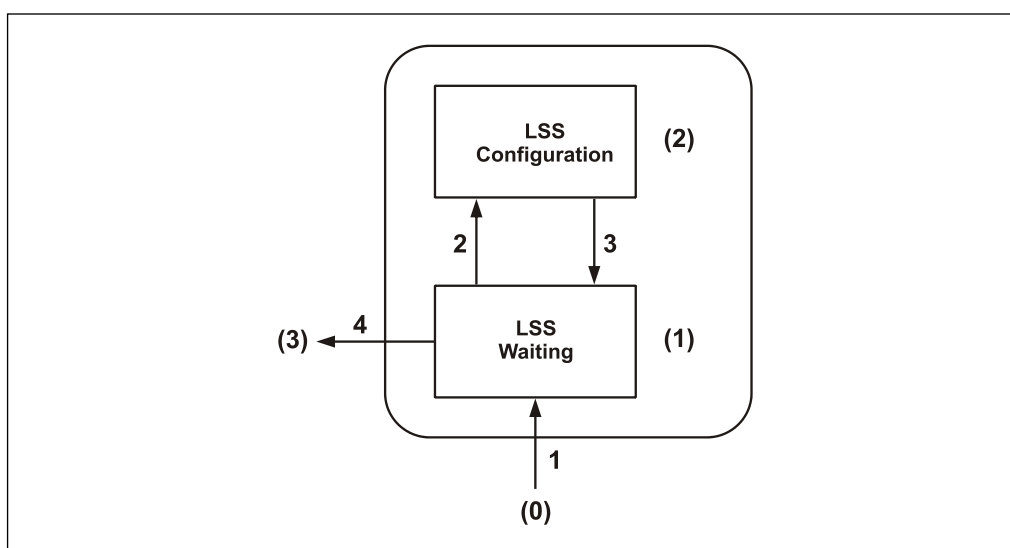 LSS
Configuration
(2)
2
3
(3)
4
LSS
Waiting
(1)
1
(0)